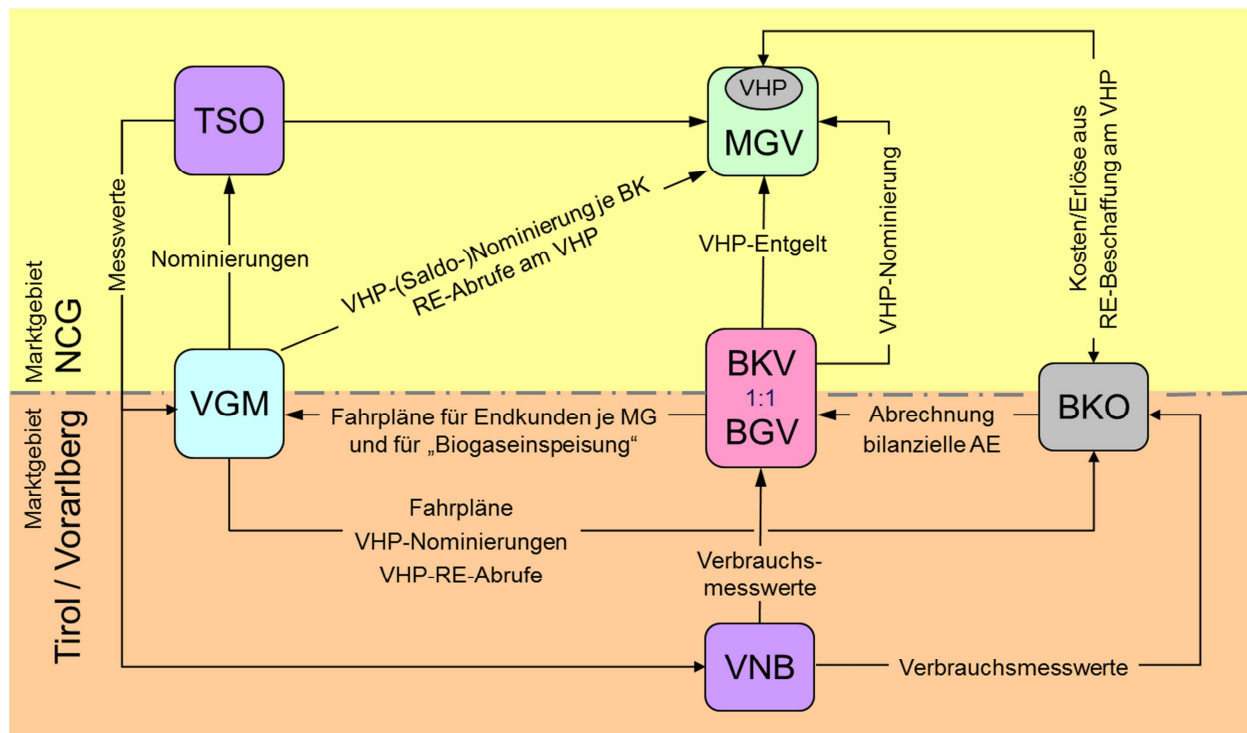 VHP
TSO
MGV
Messwerte
Nominierungen
VHP-(Saldo-)Nominierung je BK
RE-Abrufe am VHP
VHP-Entgelt
VHP-Nominierung
Kosten/Erlöse aus
RE-Beschaffung am VHP
Marktgebiet
NCG
VGM
BKV
1:1
BGV
BKO
Fahrpläne für Endkunden je MG
und für „Biogaseinspeisung“
Abrechnung
bilanzielle AE
Marktgebiet
Tirol / Vorarlberg
Fahrpläne
VHP-Nominierungen
VHP-RE-Abrufe
Verbrauchs-
messwerte
VNB
Verbrauchsmesswerte